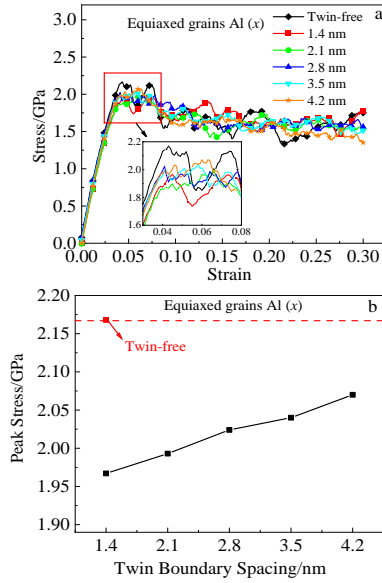 Equiaxed grains Al (x)
a
Twin-free
1.4 nm
2.1 nm
2.8 nm
3.5 nm
4.2 nm
3.0
2.5
2.0
1.5
1.0
0.5
0.0
Stress/GPa
2.2
2.0
1.8
1.6
0.04 0.06 0.08
0.00 0.05 0.10 0.15 0.20 0.25 0.30
Strain
Equiaxed grains Al (x)
b
2.20
2.15
2.10
2.05
2.00
1.95
1.90
Peak Stress/GPa
Twin-free
1.4 2.1 2.8 3.5 4.2
Twin Boundary Spacing/nm